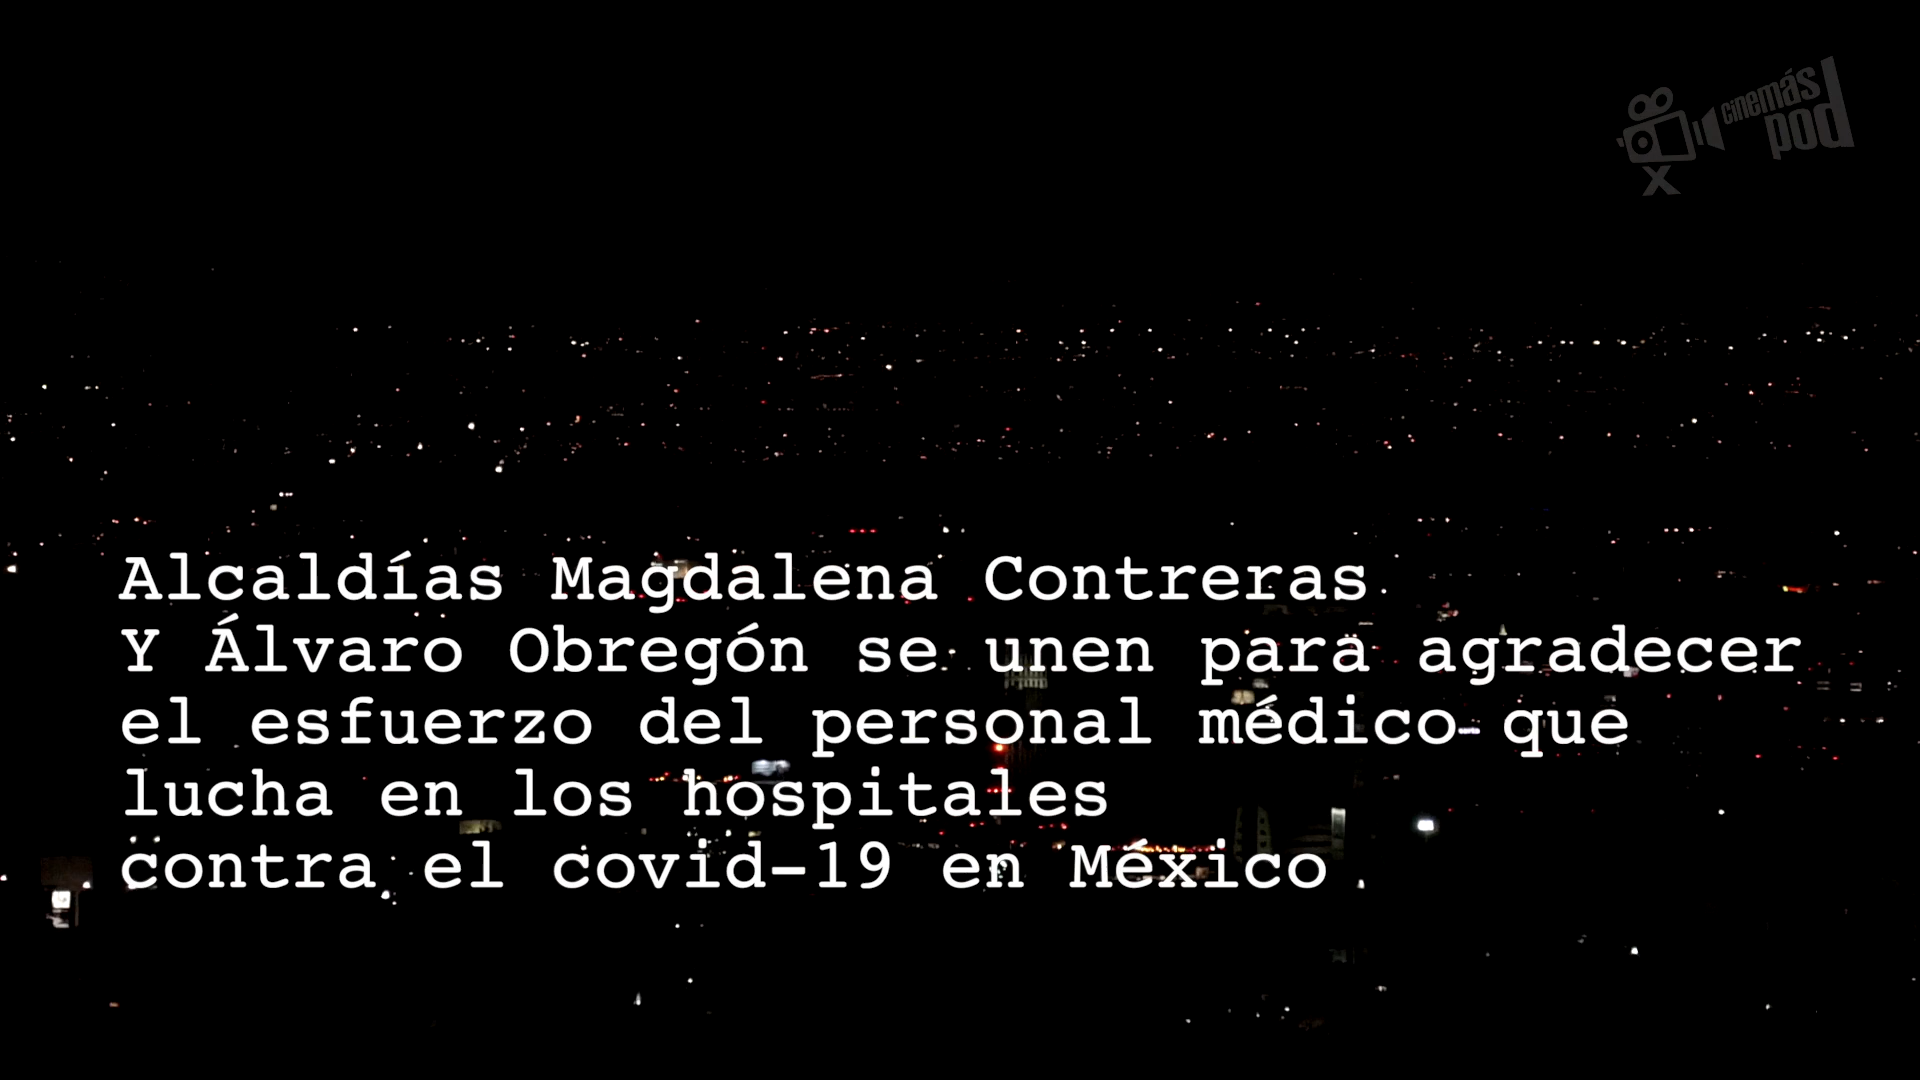 cinemás
pod
Alcaldías Magdalena Contreras
Y Álvaro Obregón se unen para agradecer
el esfuerzo del personal médico que
lucha en los hospitales
contra el covid-19 en México